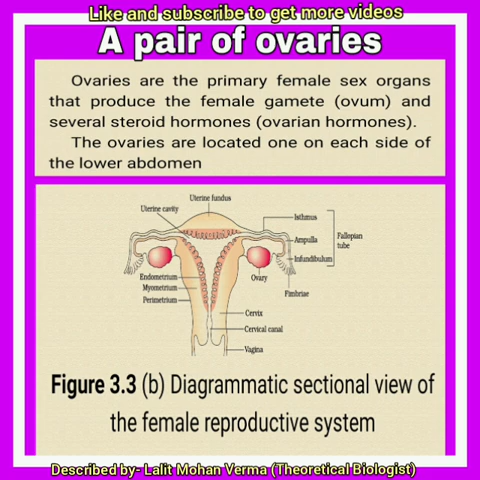 Like and subscribe to get more videos
A pair of ovaries
Ovaries are the primary female sex organs
that produce the female gamete (ovum) and
several steroid hormones (ovarian hormones).
The ovaries are located one on each side of
the lower abdomen
Uterine fundus
Uterine cavity
Isthmus
Ampulla
Fallopian
tube
Infundibulum
Endometrium
Myometrium
Perimetrium
Ovary
Fimbriae
Cervix
Cervical canal
Vagina
Figure 3.3 (b) Diagrammatic sectional view of
the female reproductive system
Described by- Lalit Mohan Verma (Theoretical Biologist)